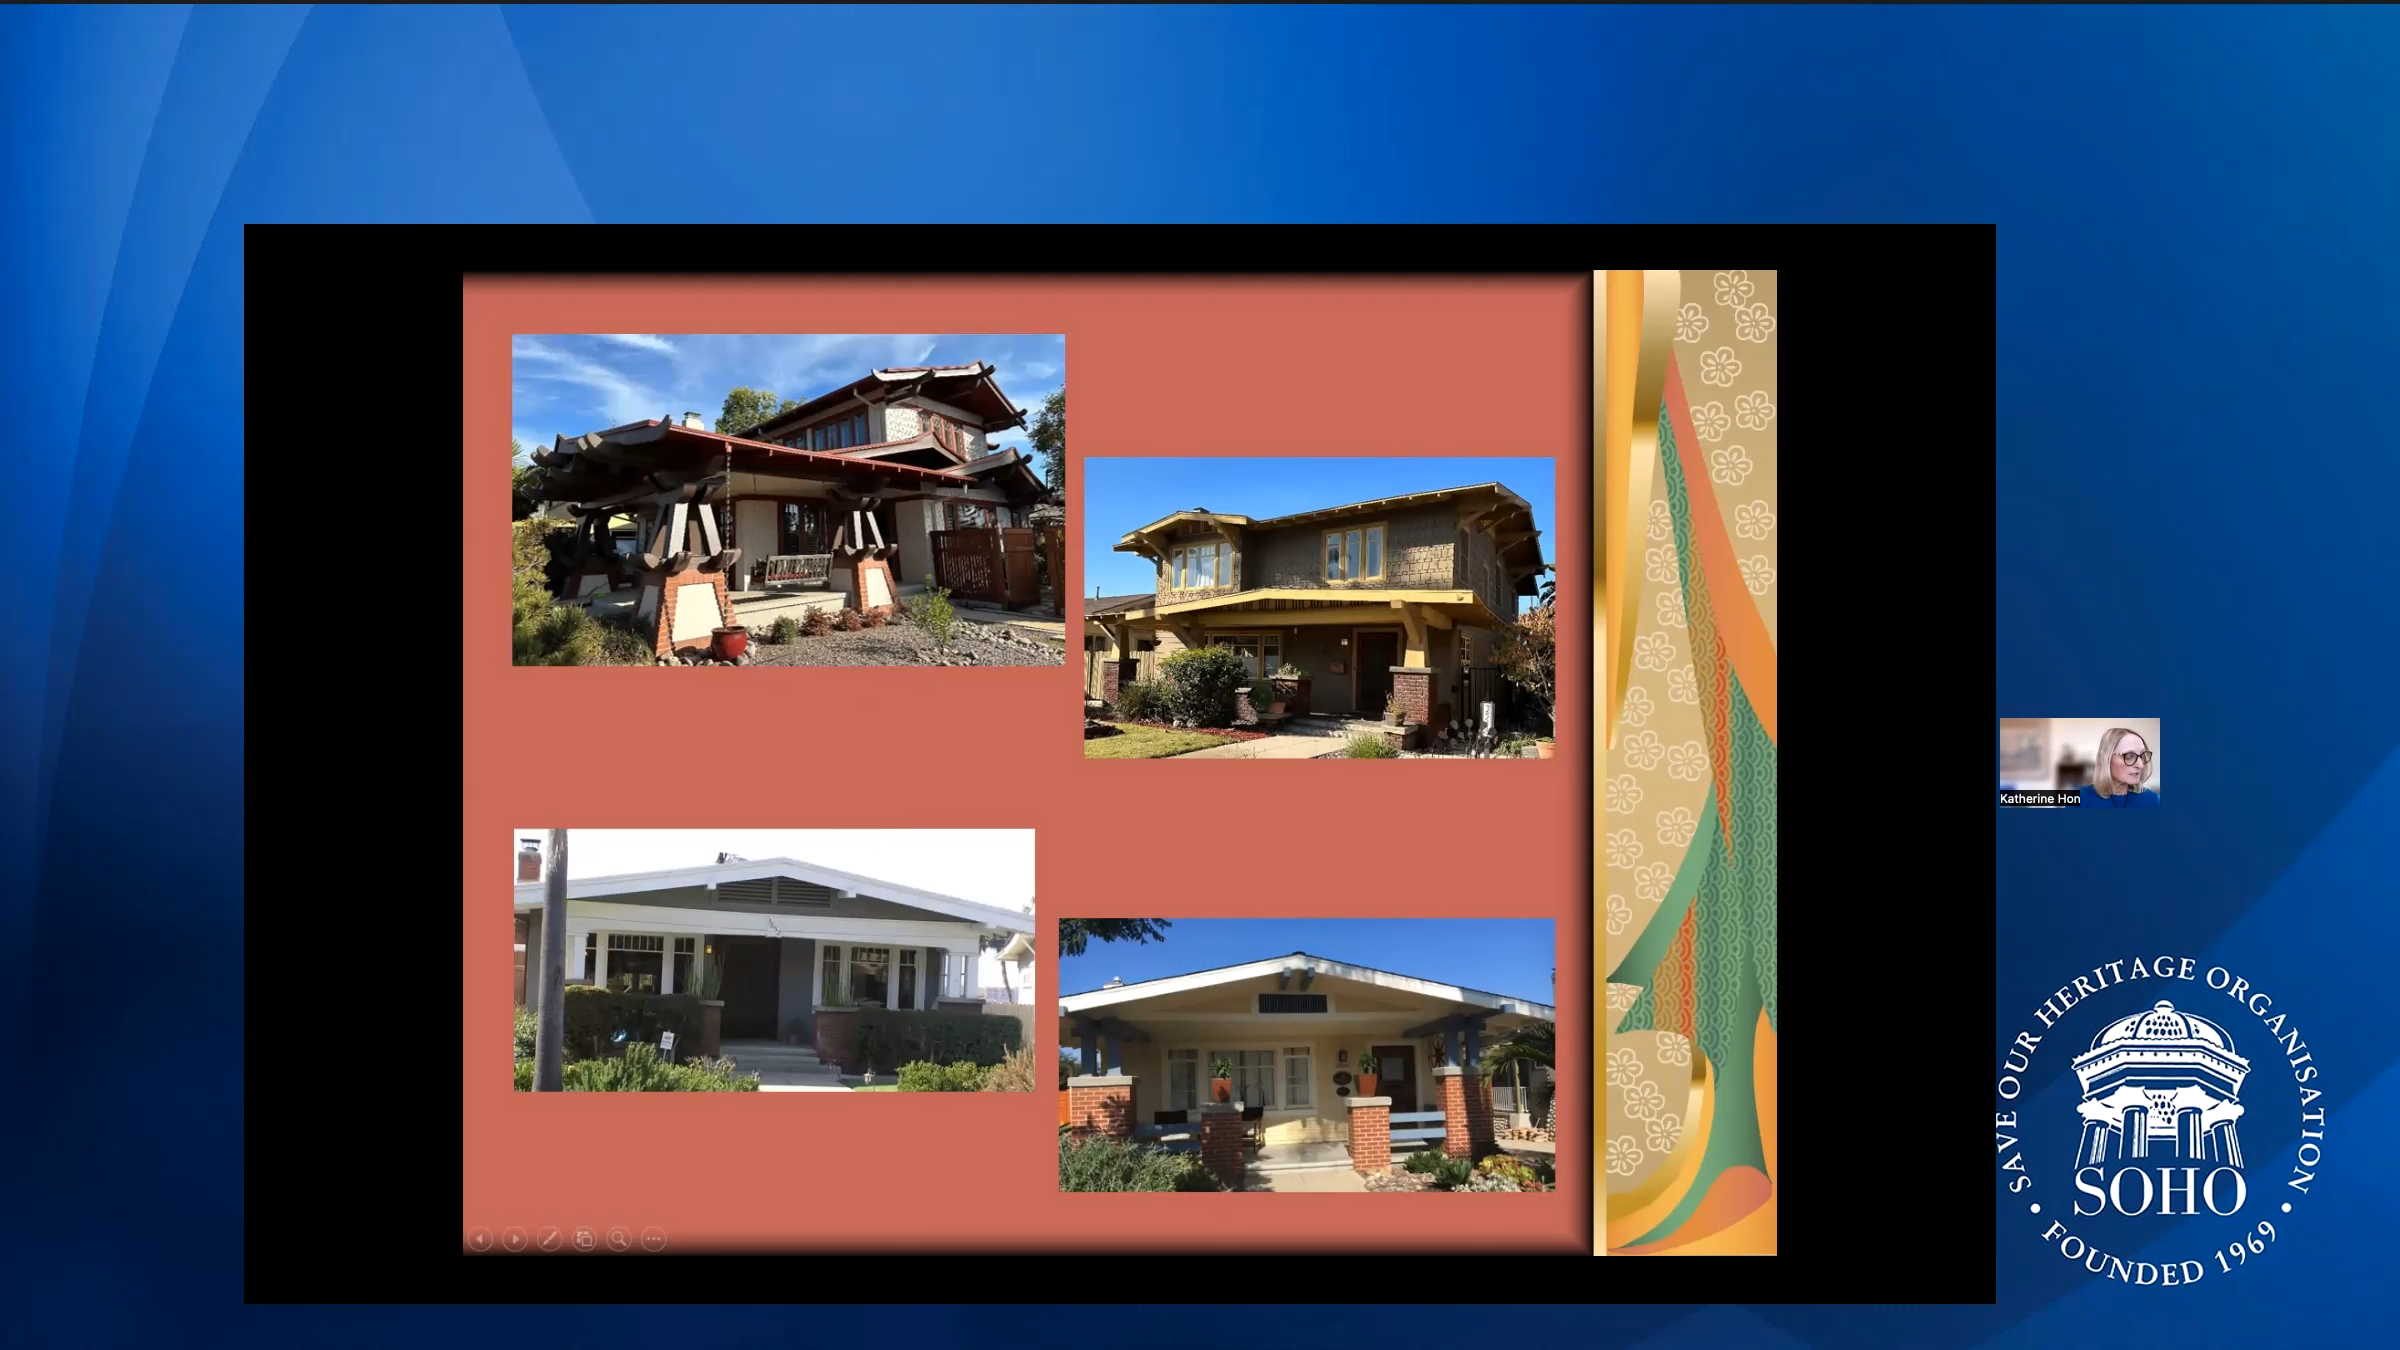 Katherine Hon
SAVE OUR HERITAGE ORGANISATION
SOHO
• FOUNDED 1969 •